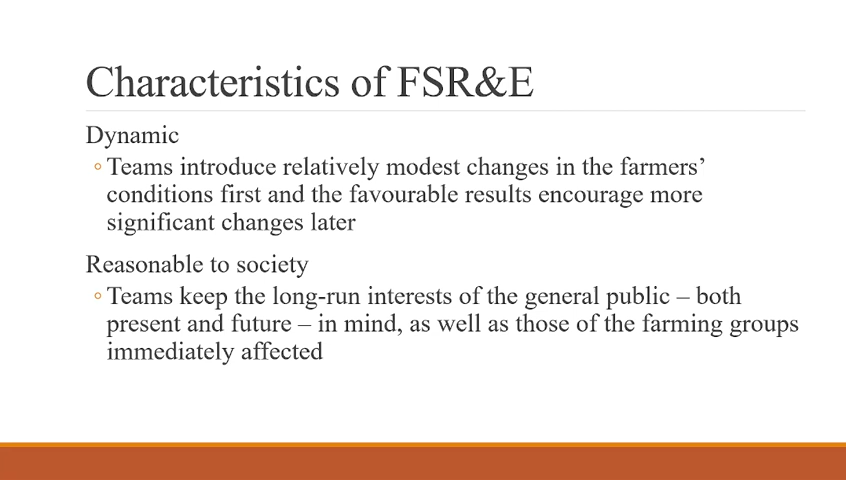 Characteristics of FSR&E
Dynamic
◦ Teams introduce relatively modest changes in the farmers’
conditions first and the favourable results encourage more
significant changes later
Reasonable to society
◦ Teams keep the long-run interests of the general public – both
present and future – in mind, as well as those of the farming groups
immediately affected